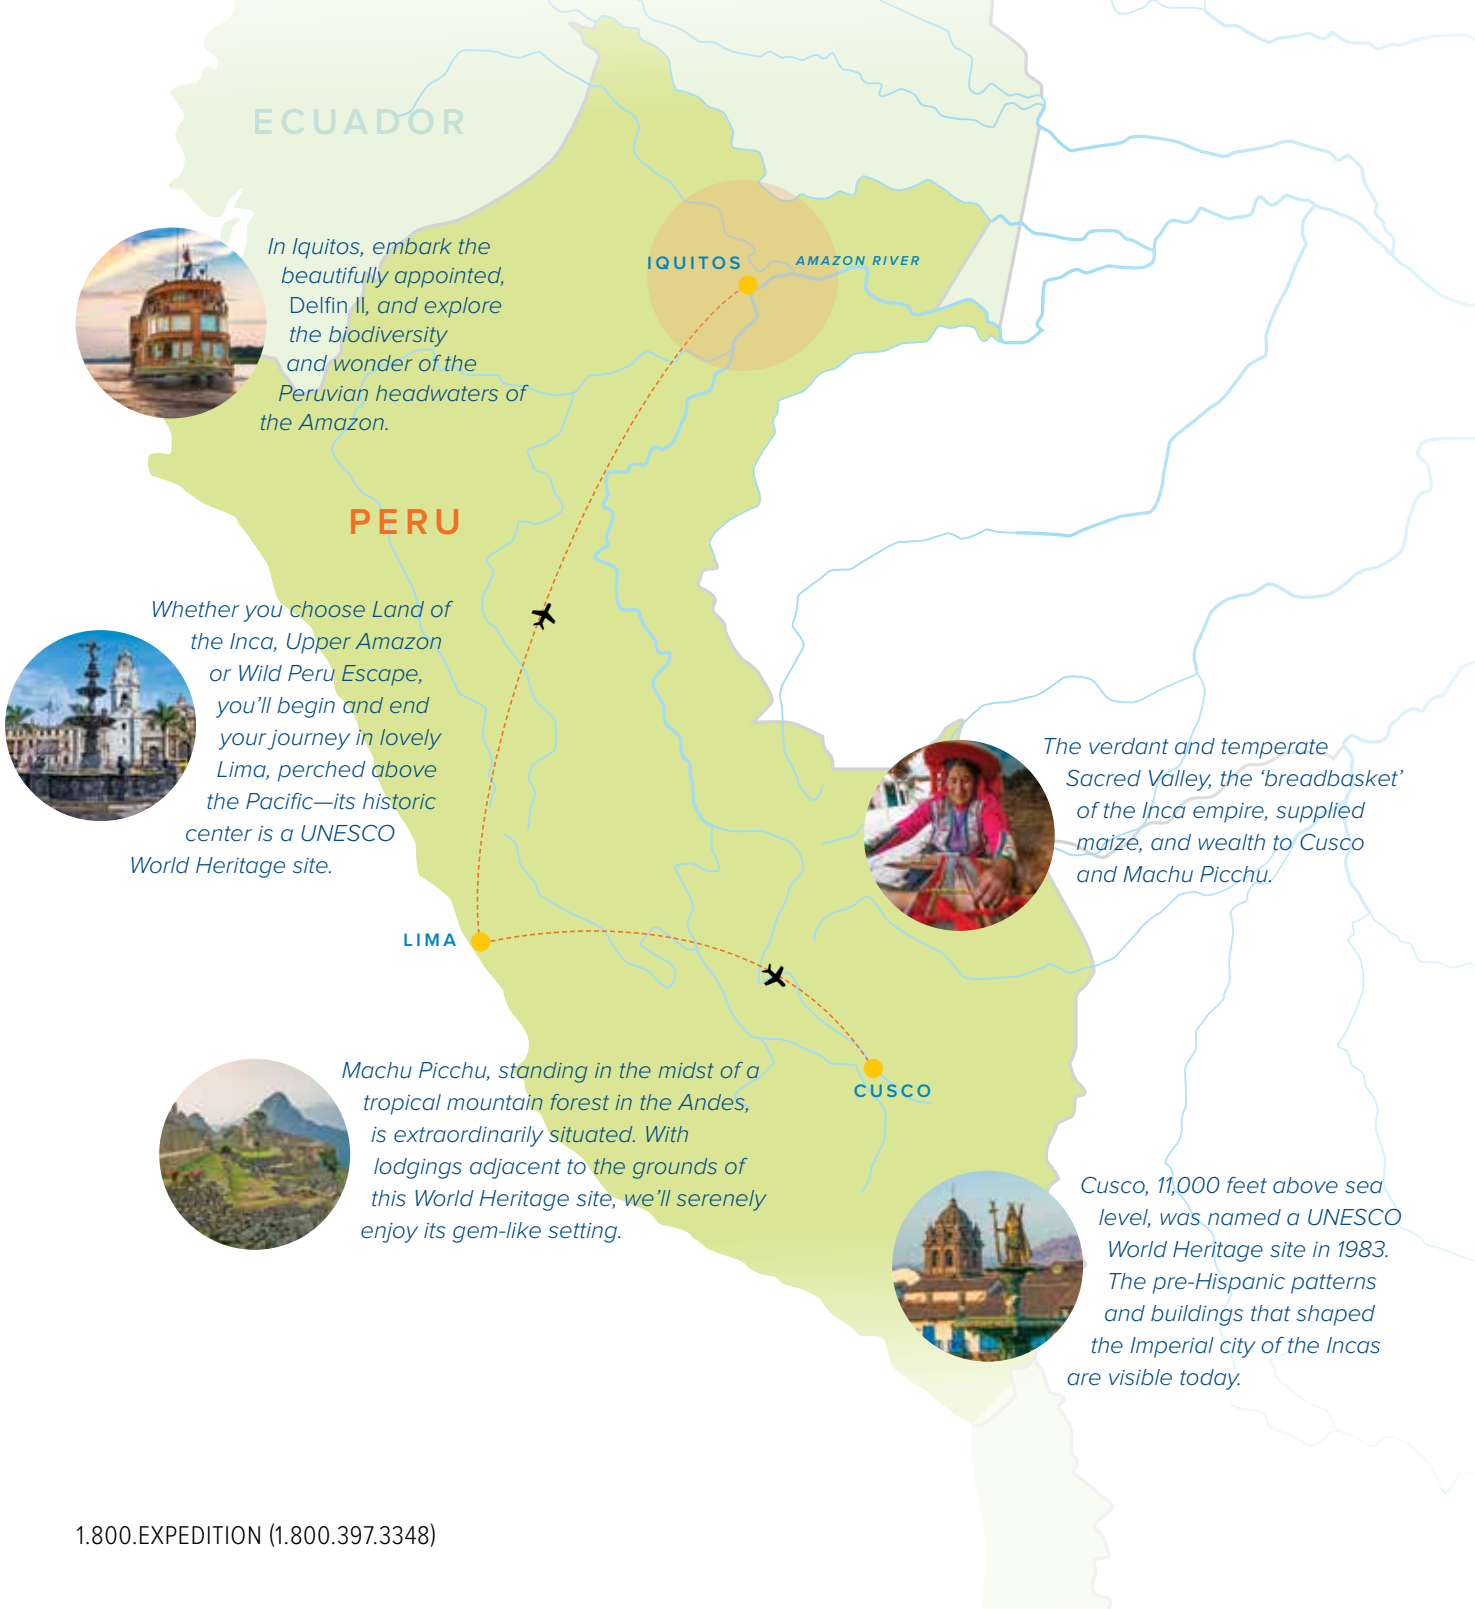 ECUADOR
In Iquitos, embark the
beautifully appointed,
Delfin II, and explore
the biodiversity
and wonder of the
Peruvian headwaters of
the Amazon.
IQUITOS
AMAZON RIVER
PERU
Whether you choose Land of
the Inca, Upper Amazon
or Wild Peru Escape,
you’ll begin and end
your journey in lovely
Lima, perched above
the Pacific—its historic
center is a UNESCO
World Heritage site.
The verdant and temperate
Sacred Valley, the ‘breadbasket’
of the Inca empire, supplied
maize, and wealth to Cusco
and Machu Picchu.
LIMA
CUSCO
Machu Picchu, standing in the midst of a
tropical mountain forest in the Andes,
is extraordinarily situated. With
lodgings adjacent to the grounds of
this World Heritage site, we’ll serenely
enjoy its gem-like setting.
Cusco, 11,000 feet above sea
level, was named a UNESCO
World Heritage site in 1983.
The pre-Hispanic patterns
and buildings that shaped
the Imperial city of the Incas
are visible today.
1.800.EXPEDITION (1.800.397.3348)